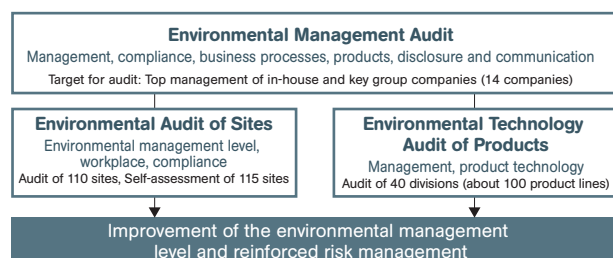 Environmental Management Audit
Management, compliance, business processes, products, disclosure and communication
Target for audit: Top management of in-house and key group companies (14 companies)
Environmental Audit of Sites
Environmental management level,
workplace, compliance
Audit of 110 sites, Self-assessment of 115 sites
Environmental Technology
Audit of Products
Management, product technology
Audit of 40 divisions (about 100 product lines)
Improvement of the environmental management
level and reinforced risk management